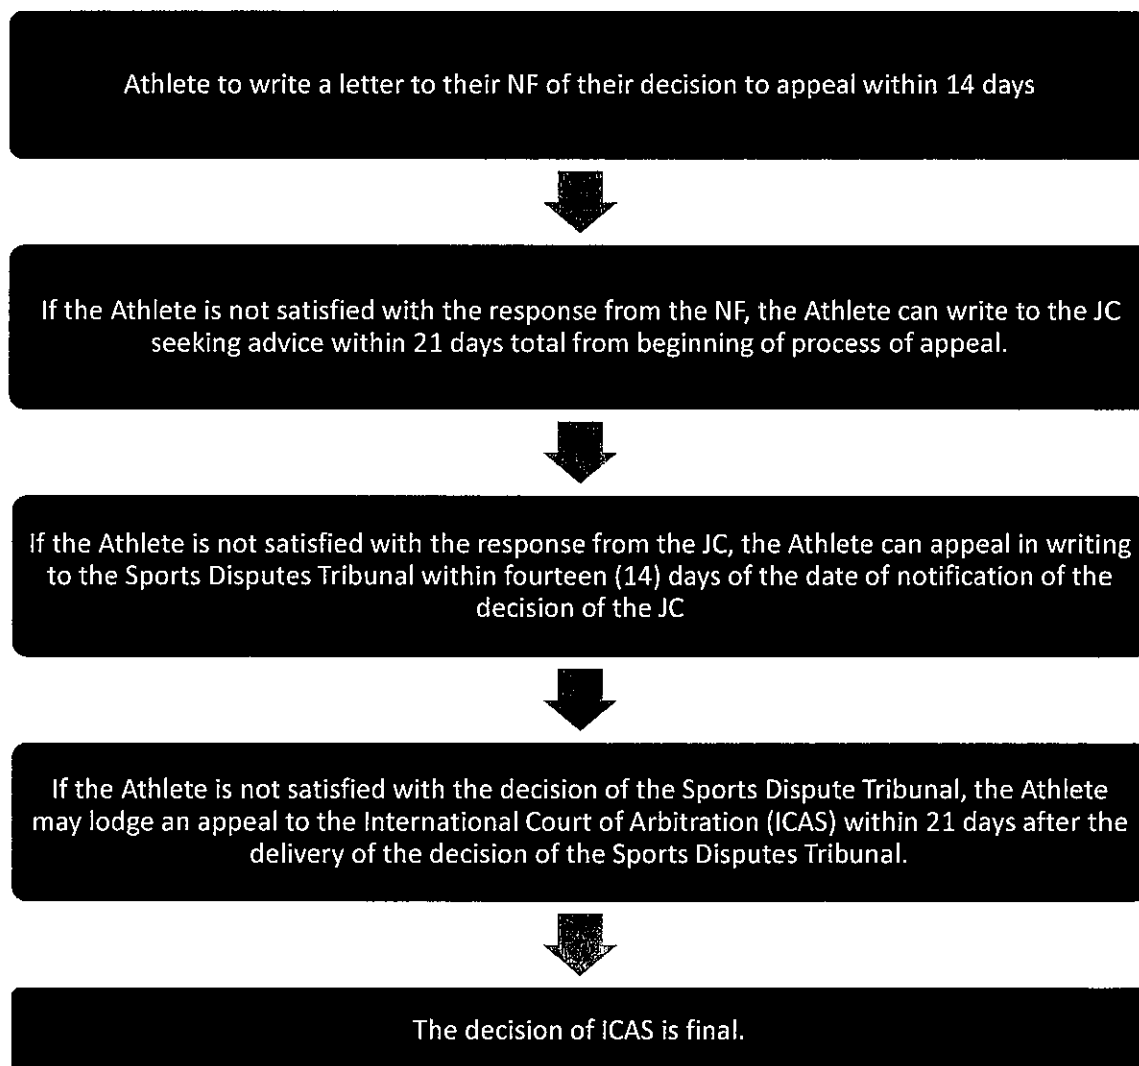 Athlete to write a letter to their NF of their decision to appeal within 14 days
If the Athlete is not satisfied with the response from the NF, the Athlete can write to the JC
seeking advice within 21 days total from beginning of process of appeal.
If the Athlete is not satisfied with the response from the JC, the Athlete can appeal in writing
to the Sports Disputes Tribunal within fourteen (14) days of the date of notification of the
decision of the JC
If the Athlete is not satisfied with the decision of the Sports Dispute Tribunal, the Athlete
may lodge an appeal to the International Court of Arbitration (ICAS) within 21 days after the
delivery of the decision of the Sports Disputes Tribunal.
The decision of ICAS is final.